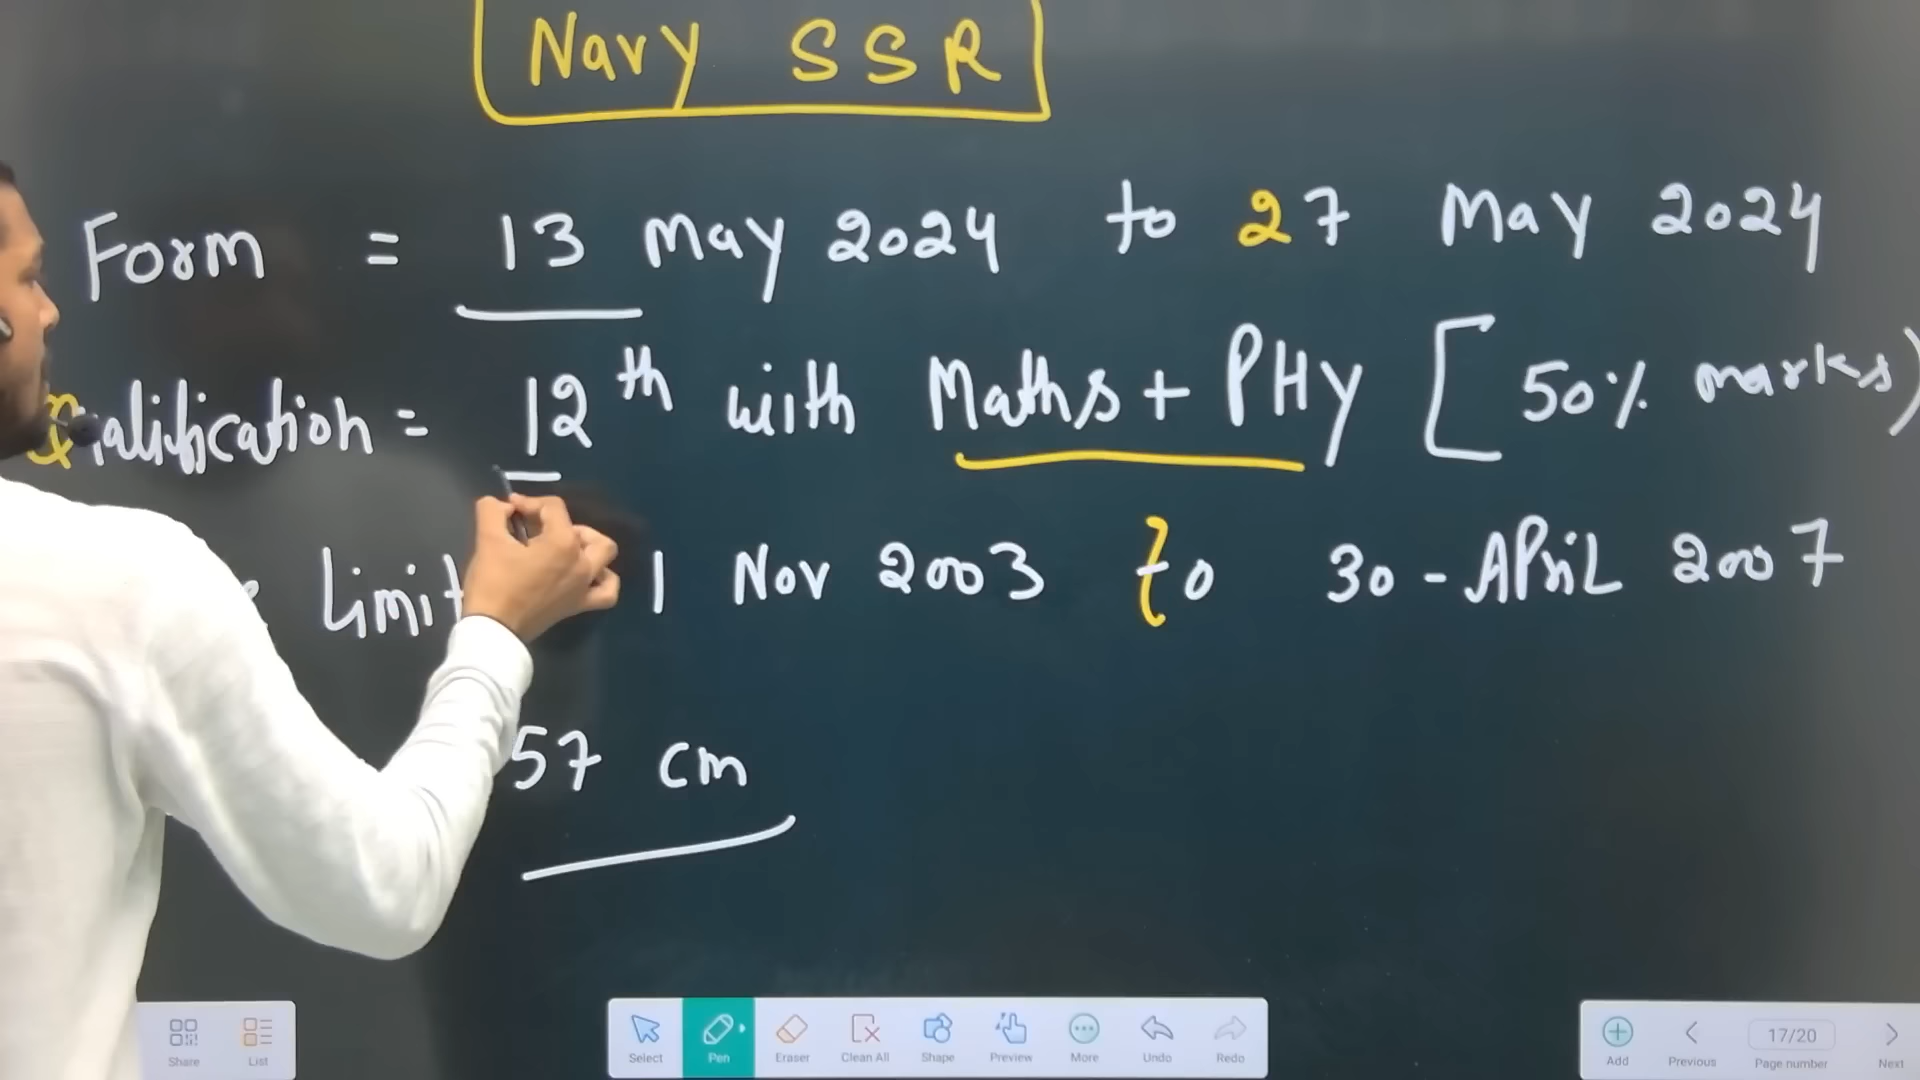 Navy SSR
Form = 13 May 2024 to 27 May 2024
Qualification = 12th with Maths + PHY [50% marks)
Limit 1 Nov 2003 to 30 - April 2007
57 cm
Share
List
Select
Pen
Eraser
Clean All
Shape
Preview
More
Undo
Redo
Add
Previous
17/20
Page number
Next